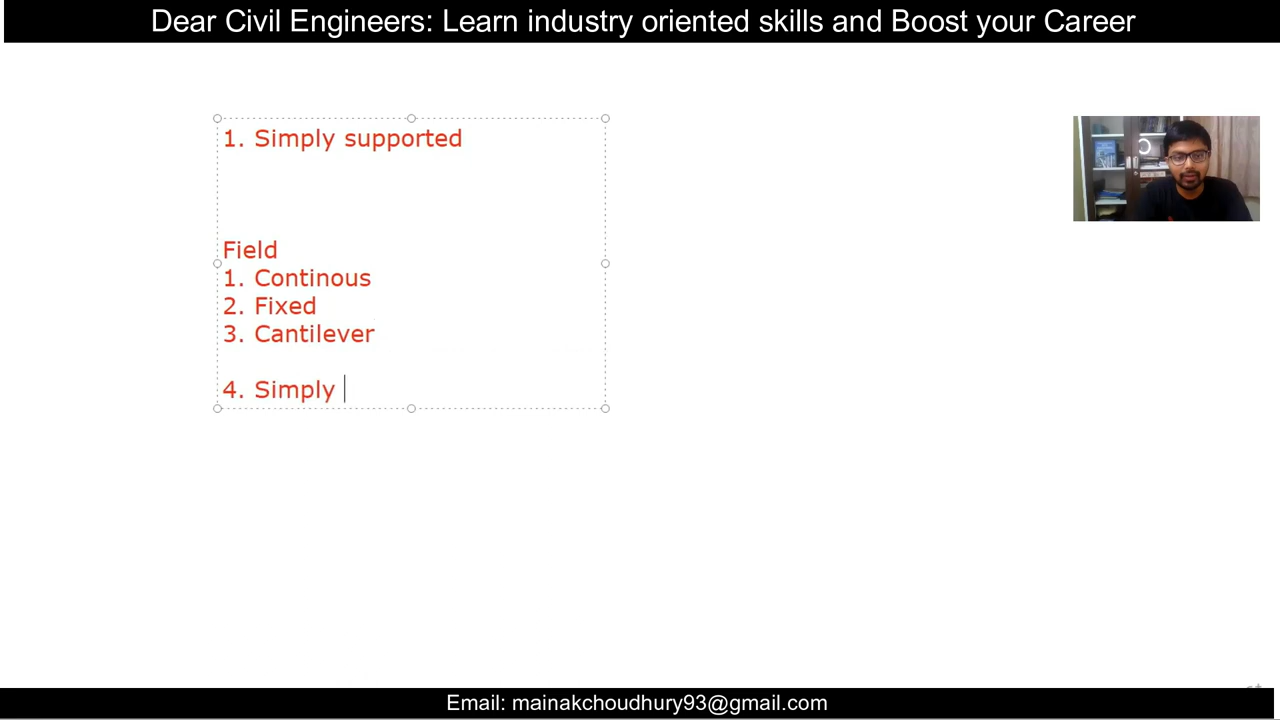 Dear Civil Engineers: Learn industry oriented skills and Boost your Career
1. Simply supported
Field
1. Continous
2. Fixed
3. Cantilever
4. Simply
Email: mainakchoudhury93@gmail.com